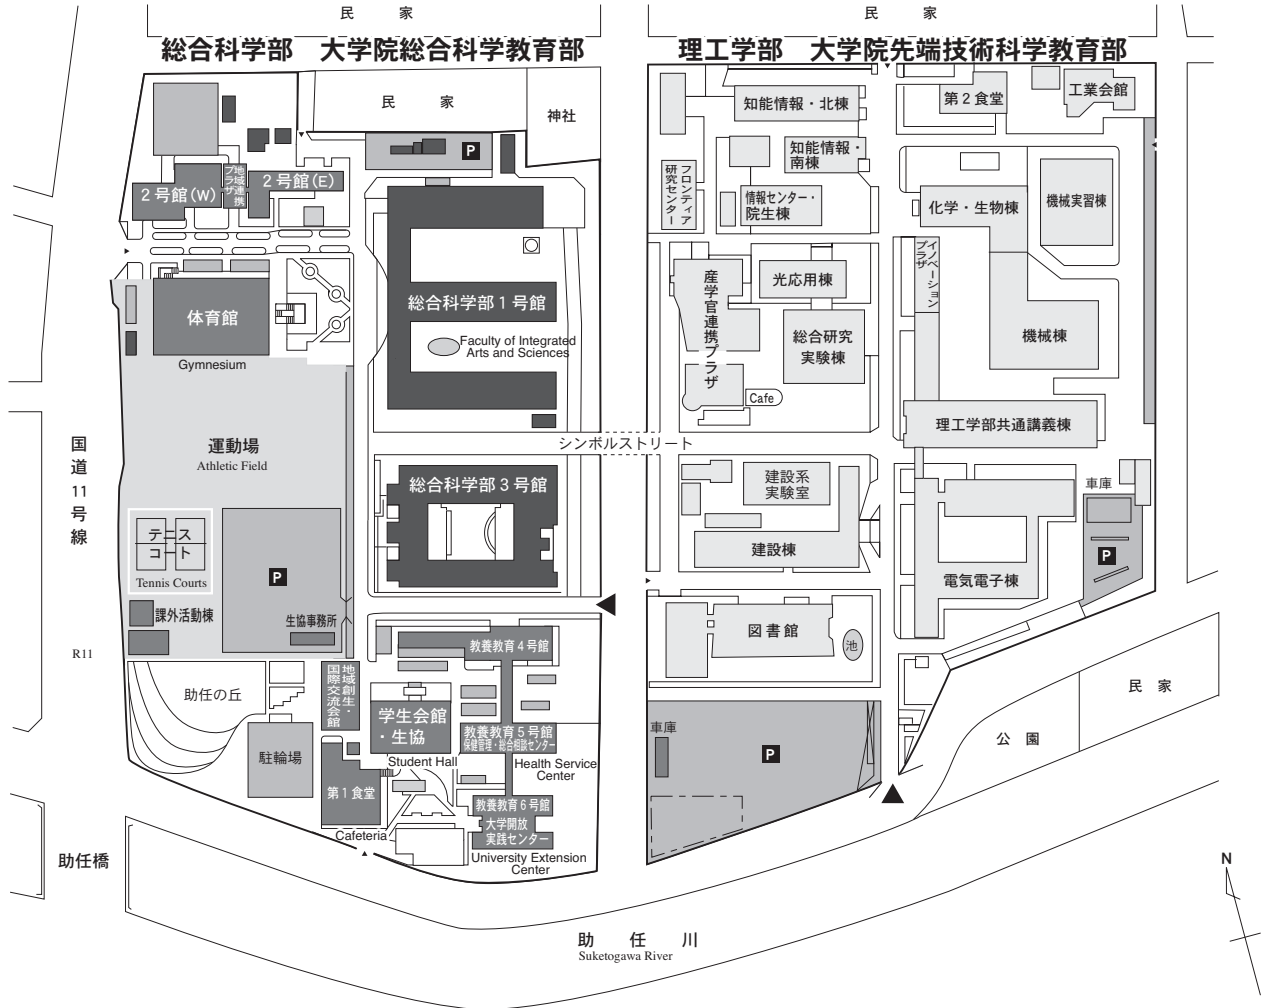 民　家
民　家
総合科学部　大学院総合科学教育部
理工学部　大学院先端技術科学教育部
民　家
神社
P
2号館(W)
地域連携
プラザ
2号館(E)
体育館
Gymnesium
総合科学部1号館
Faculty of Integrated
Arts and Sciences
運動場
Athletic Field
国道11号線
R11
シンボルストリート
総合科学部3号館
テニス
コート
Tennis Courts
P
課外活動棟
生協事務所
助任の丘
地域創生・
国際交流会館
駐輪場
学生会館
・生協
Student Hall
第1食堂
Cafeteria
教養教育4号館
教養教育5号館
保健管理・総合相談センター
Health Service
Center
教養教育6号館
大学開放
実践センター
University Extension
Center
知能情報・北棟
知能情報・
南棟
フロンティア
研究センター
情報センター・
院生棟
第2食堂
工業会館
化学・生物棟
機械実習棟
イノベーション
プラザ
産学官連携プラザ
光応用棟
総合研究
実験棟
機械棟
Cafe
理工学部共通講義棟
建設系
実験室
建設棟
電気電子棟
車庫
P
図書館
池
車庫
P
公園
民　家
助任橋
助　任　川
Suketogawa River
N